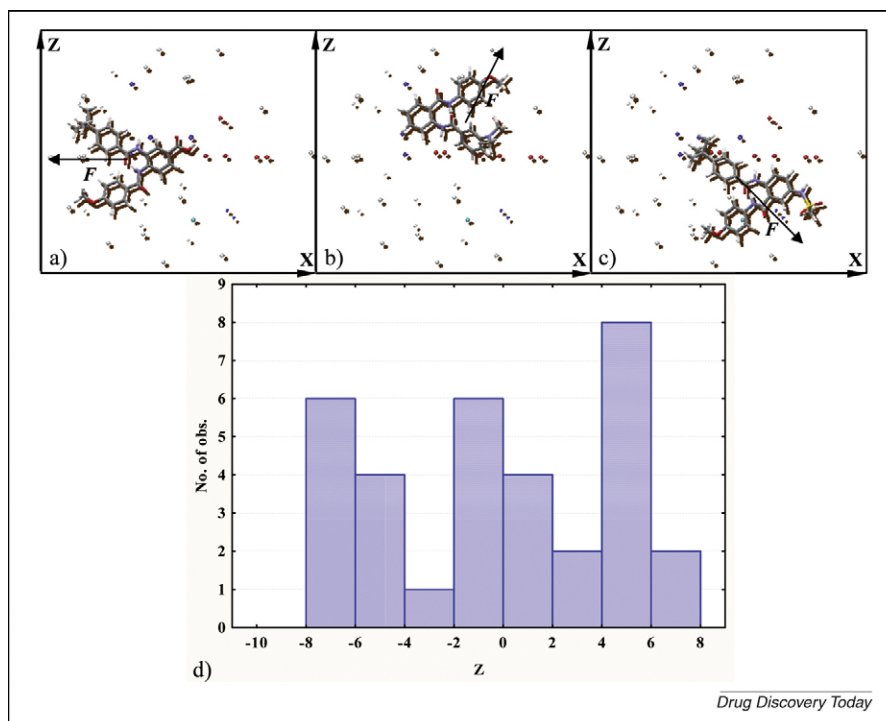 Z
F
a)
X
Z
F
b)
X
Z
F
c)
X
9
8
7
6
5
4
3
2
1
0
No. of obs.
-10 -8 -6 -4 -2 0 2 4 6 8
d)
Z
Drug Discovery Today